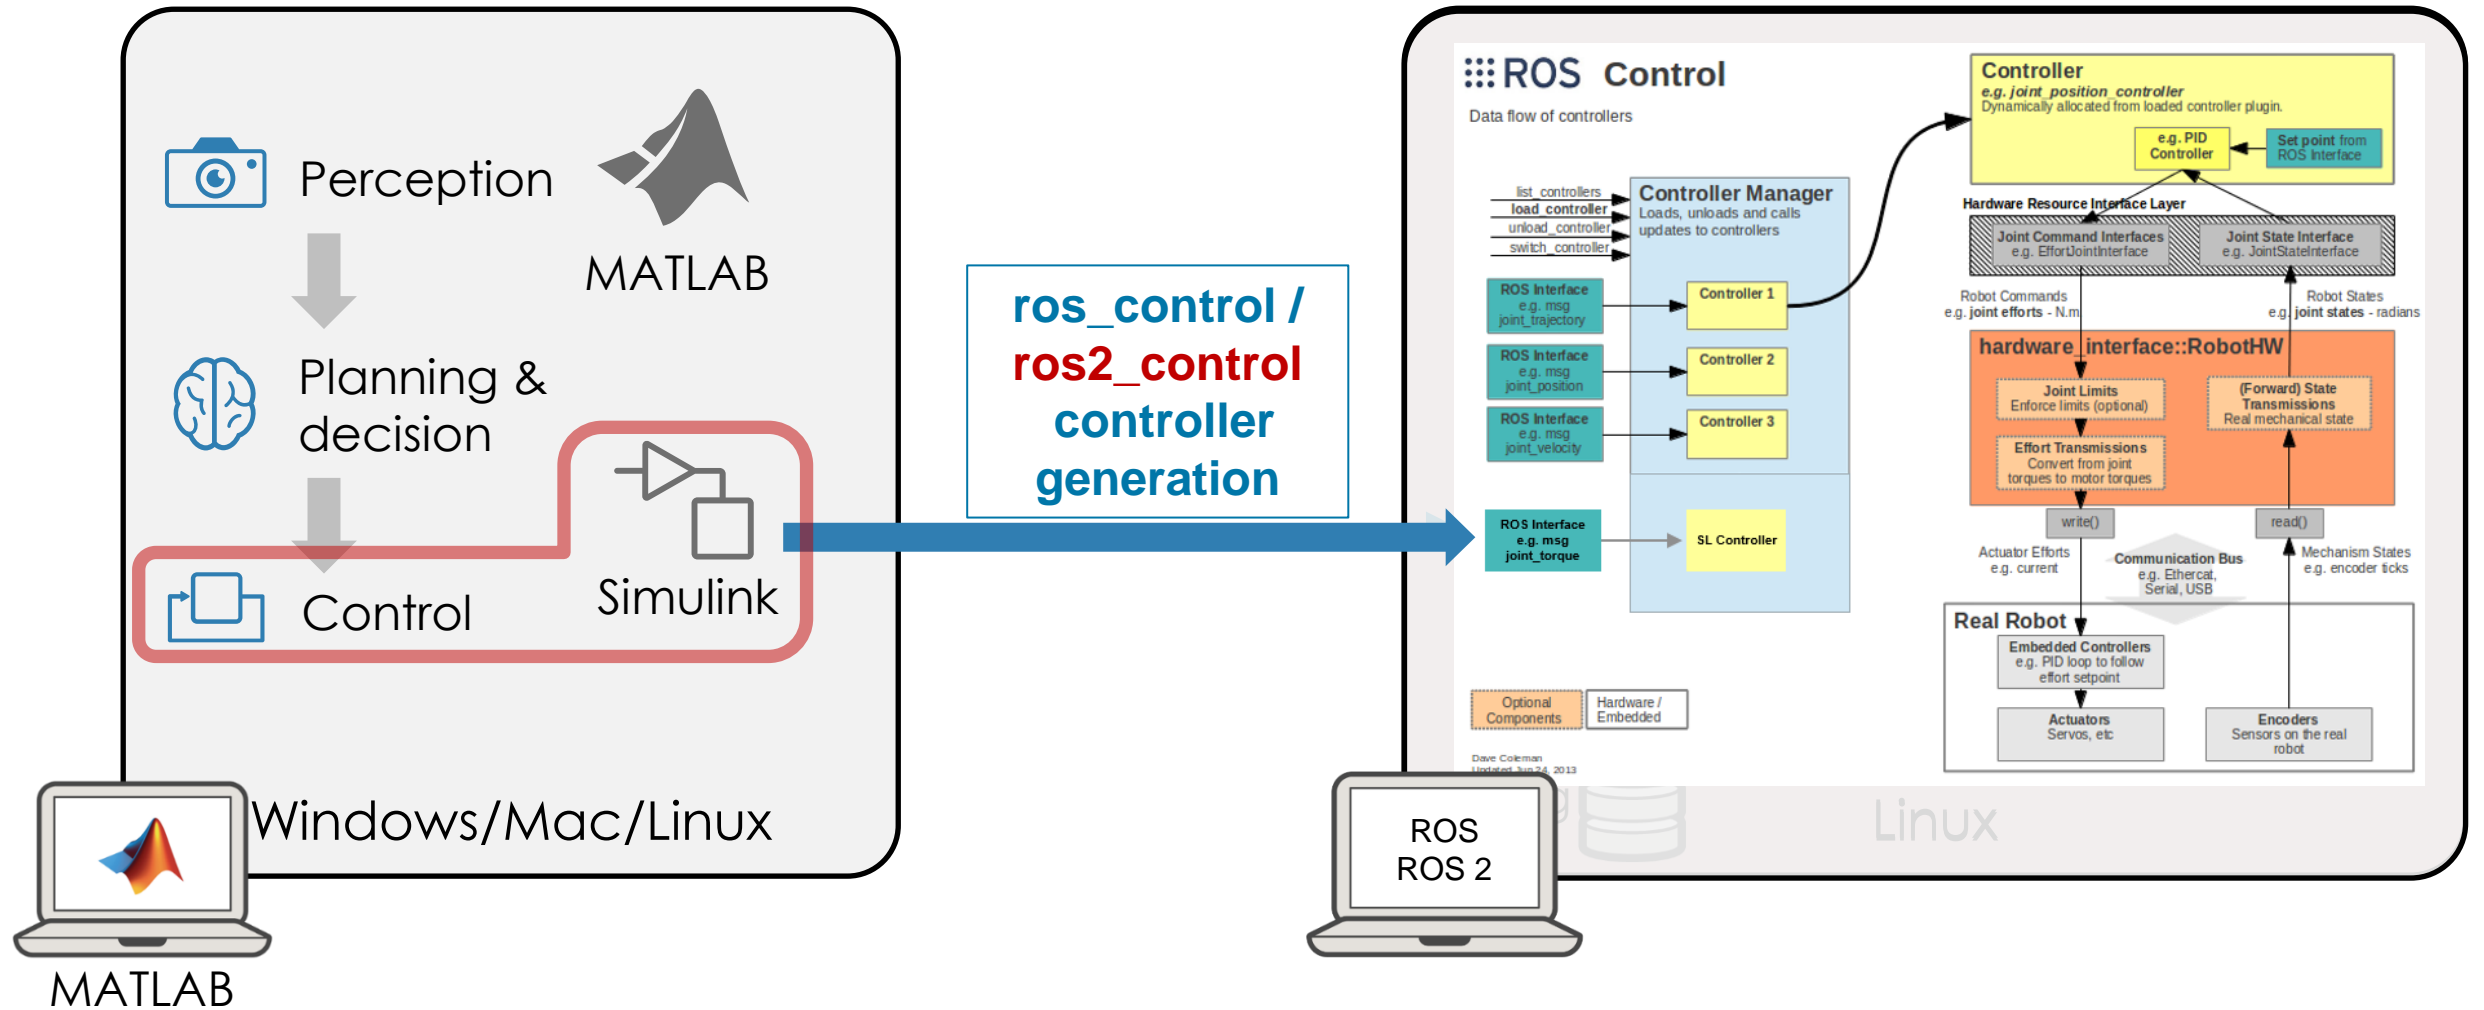 Perception
MATLAB
Planning &
decision
Control
Simulink
Windows/Mac/Linux
MATLAB
ros_control /
ros2_control
controller
generation
ROS Control
Data flow of controllers
list_controllers
load_controller
unload_controller
switch_controller
Controller Manager
Loads, unloads and calls
updates to controllers
ROS Interface
e.g. msg
joint_trajectory
Controller 1
ROS Interface
e.g. msg
joint_position
Controller 2
ROS Interface
e.g. msg
joint_velocity
Controller 3
ROS Interface
e.g. msg
joint_torque
SL Controller
Optional
Components
Hardware /
Embedded
Dave Coleman
Updated Jun 24, 2013
Controller
e.g. joint_position_controller
Dynamically allocated from loaded controller plugin.
e.g. PID
Controller
Set point from
ROS Interface
Hardware Resource Interface Layer
Joint Command Interfaces
e.g. EffortJointInterface
Joint State Interface
e.g. JointStateInterface
Robot Commands
e.g. joint efforts - N.m
Robot States
e.g. joint states - radians
hardware_interface::RobotHW
Joint Limits
Enforce limits (optional)
(Forward) State
Transmissions
Real mechanical state
Effort Transmissions
Convert from joint
torques to motor torques
write()
read()
Actuator Efforts
e.g. current
Communication Bus
e.g. Ethercat,
Serial, USB
Mechanism States
e.g. encoder ticks
Real Robot
Embedded Controllers
e.g. PID loop to follow
effort setpoint
Actuators
Servos, etc
Encoders
Sensors on the real
robot
ROS
ROS 2
Linux